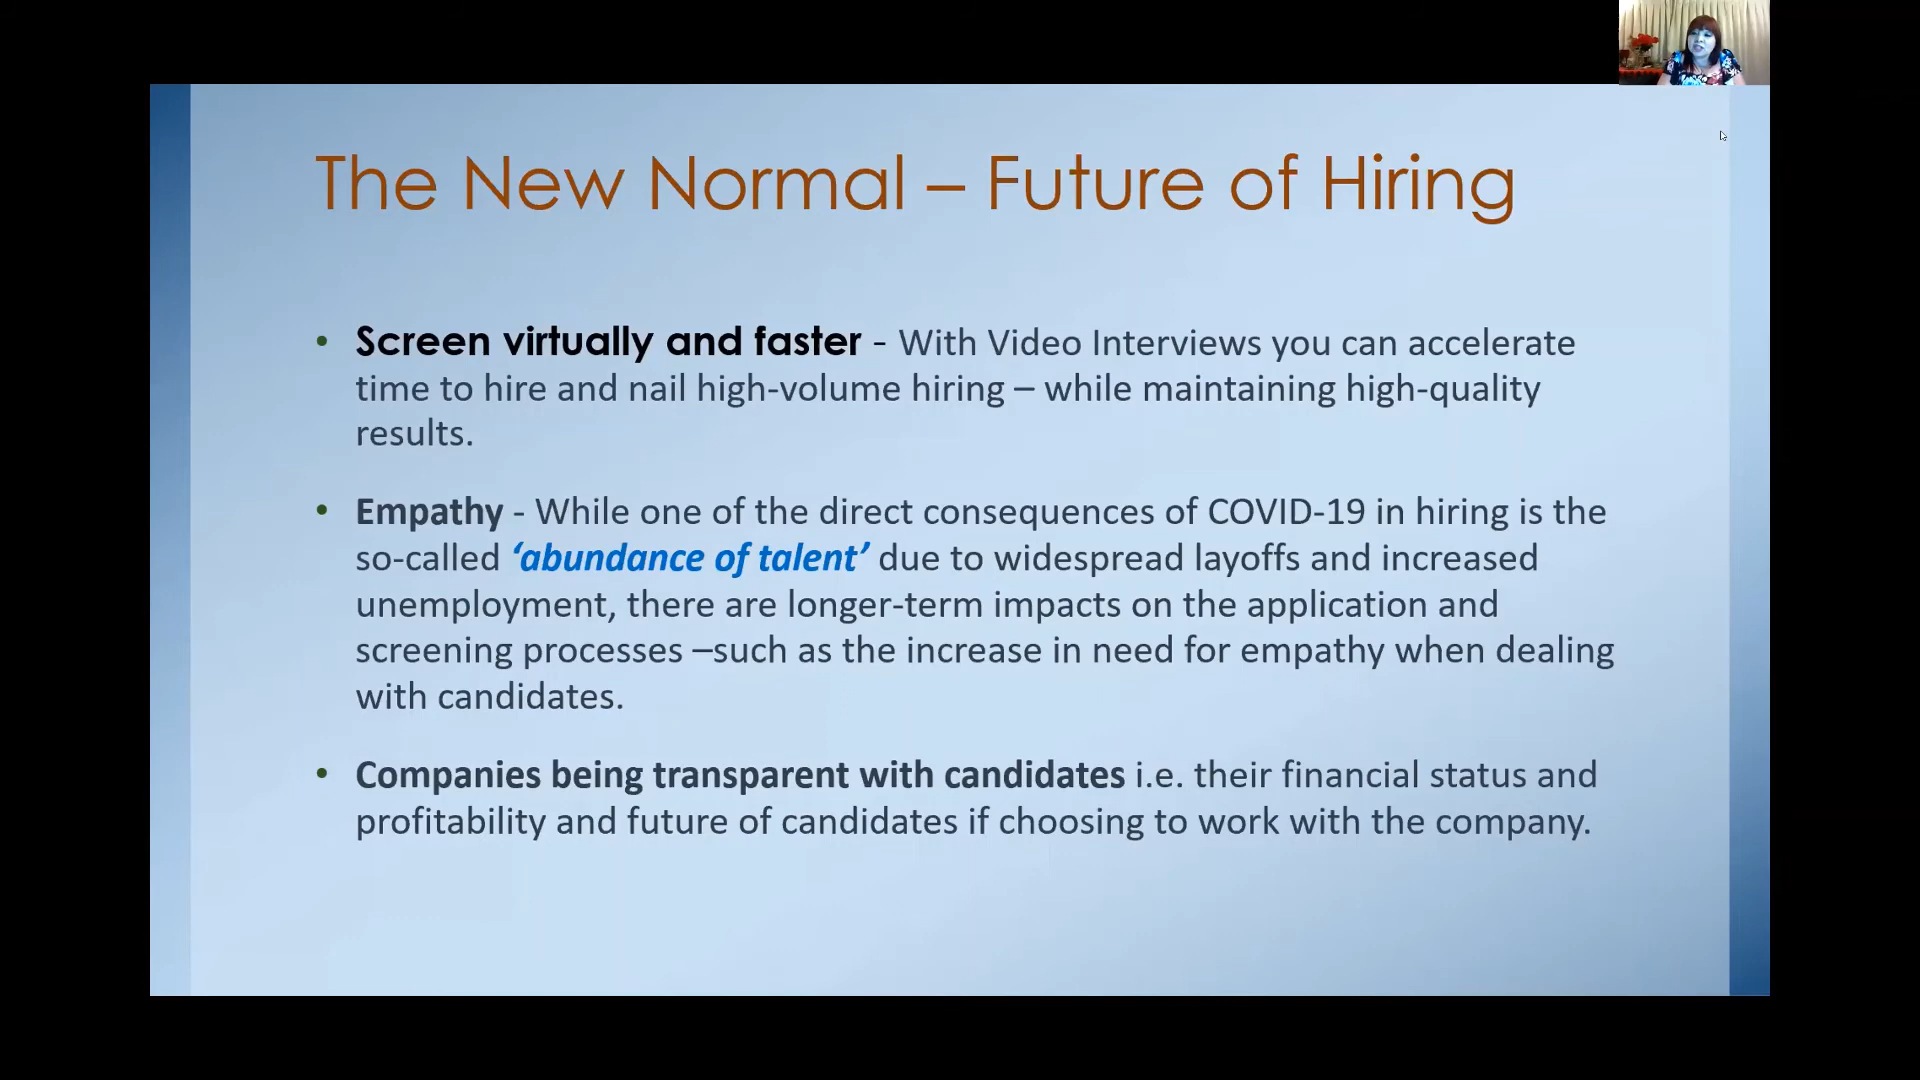 The New Normal – Future of Hiring
• Screen virtually and faster - With Video Interviews you can accelerate
time to hire and nail high-volume hiring – while maintaining high-quality
results.
• Empathy - While one of the direct consequences of COVID-19 in hiring is the
so-called ‘abundance of talent’ due to widespread layoffs and increased
unemployment, there are longer-term impacts on the application and
screening processes –such as the increase in need for empathy when dealing
with candidates.
• Companies being transparent with candidates i.e. their financial status and
profitability and future of candidates if choosing to work with the company.